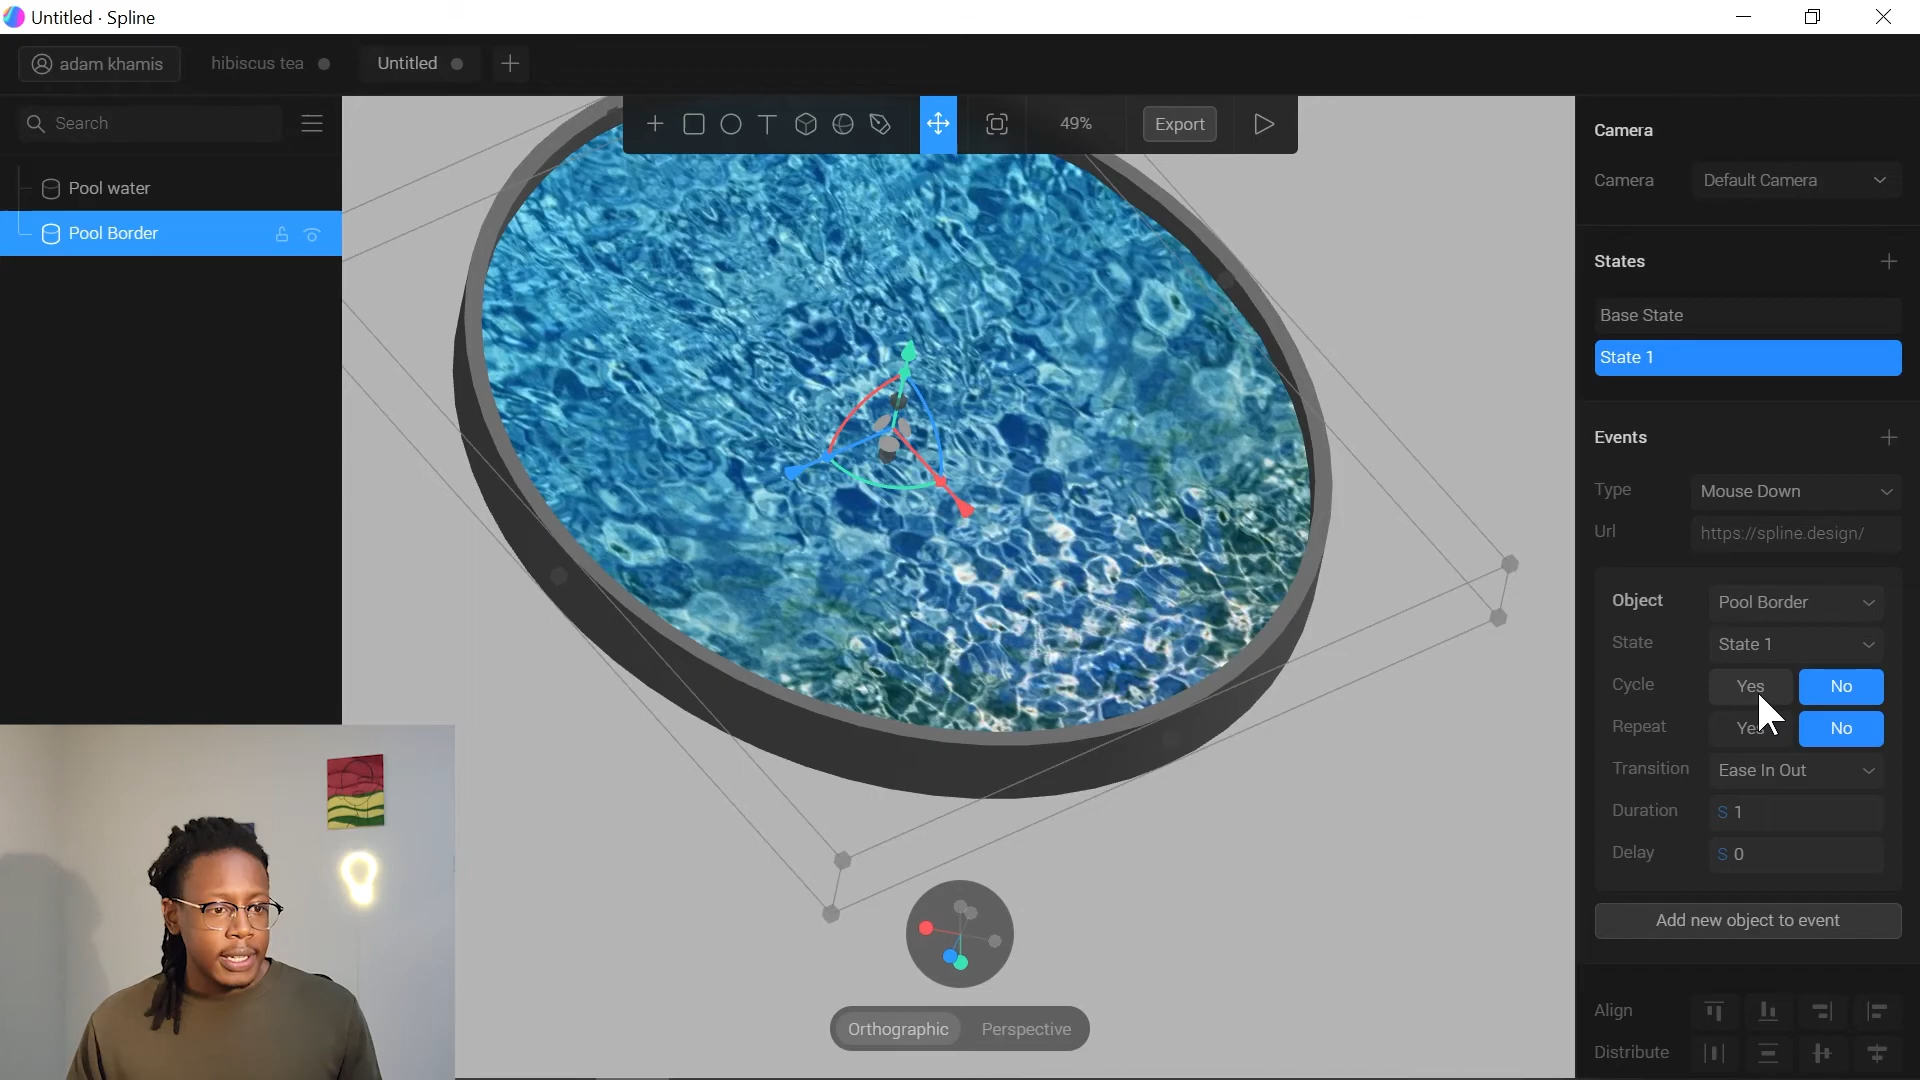 Untitled · Spline
adam khamis
hibiscus tea
Untitled
Search
49%
Export
Pool water
Pool Border
Camera
Camera
Default Camera
States
Base State
State 1
Events
Type
Mouse Down
Url
https://spline.design/
Object
Pool Border
State
State 1
Cycle
Yes
No
Repeat
Yes
No
Transition
Ease In Out
Duration
S 1
Delay
S 0
Add new object to event
Align
Distribute
Orthographic
Perspective